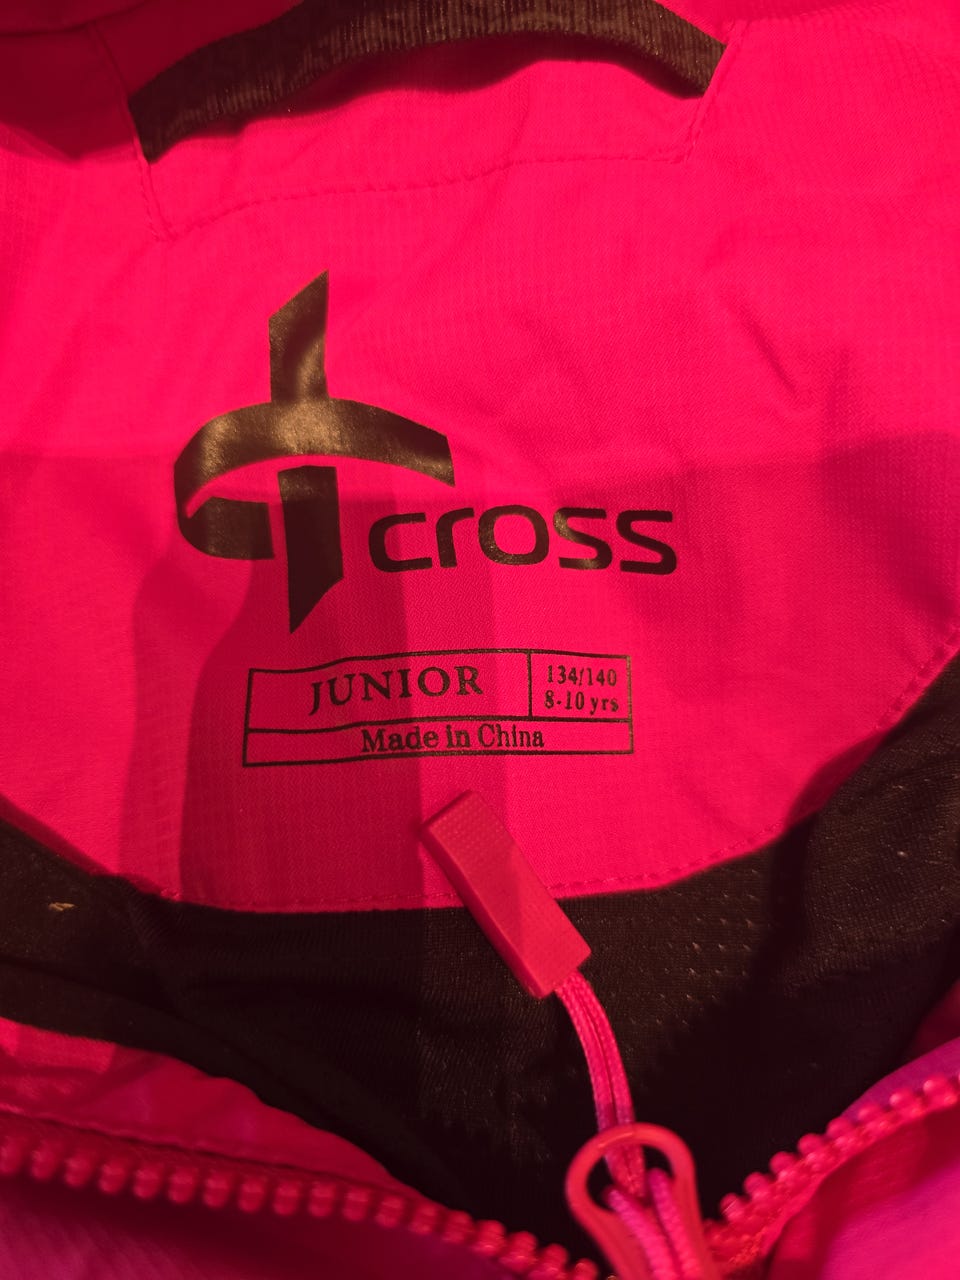 cross
JUNIOR
134/140
8-10 yrs
Made in China